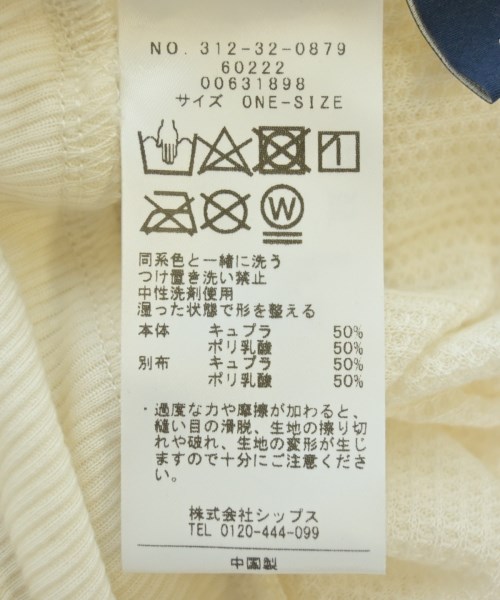 NO. 312-32-0879
60222
00631898
サイズ ONE-SIZE
W
同系色と一緒に洗う
つけ置き洗い禁止
中性洗剤使用
湿った状態で形を整える
本体 キュプラ 50%
ポリ乳酸 50%
別布 キュプラ 50%
ポリ乳酸 50%
・過度な力や摩擦が加わると、
縫い目の滑脱、生地の擦り切
れや破れ、生地の変形が生じ
ますので十分にご注意くださ
い。
株式会社シップス
TEL 0120-444-099
中国製